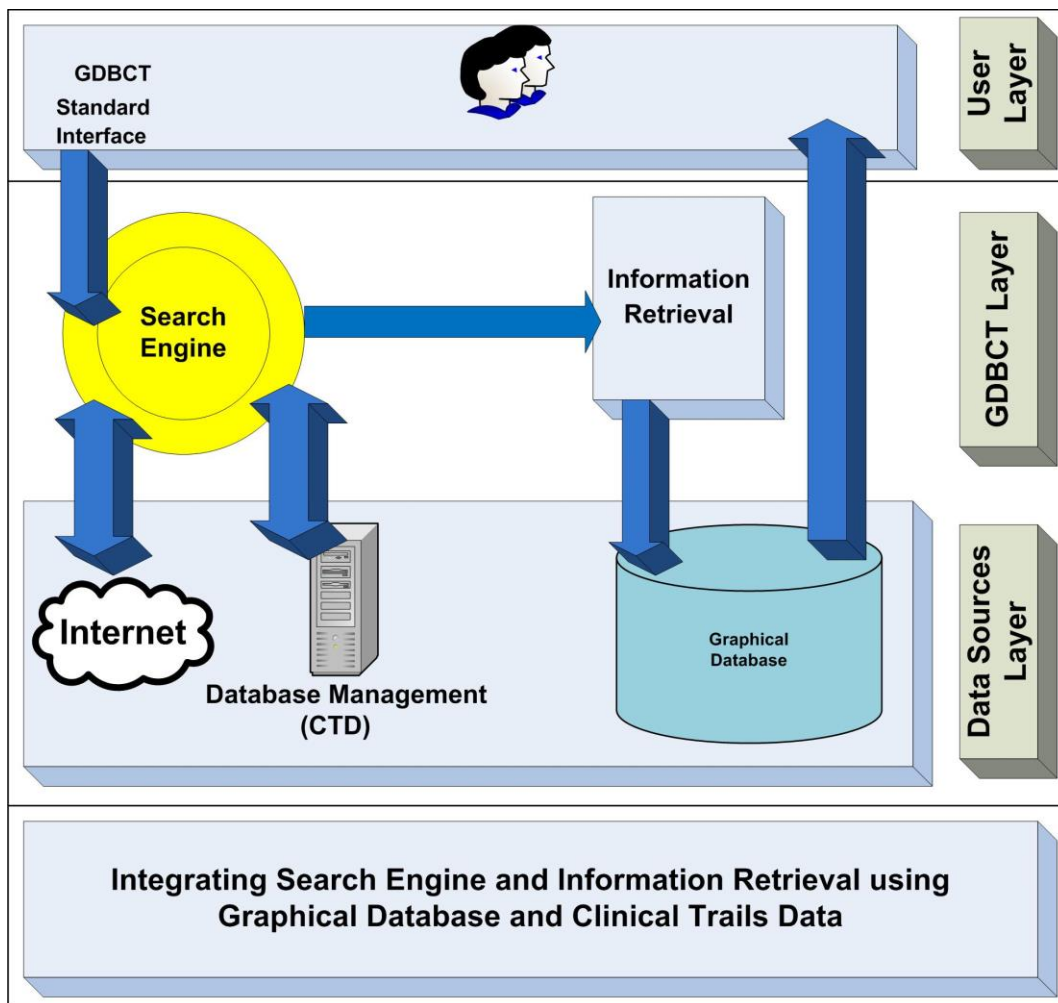 GDBCT
Standard
Interface
User
Layer
Search
Engine
Information
Retrieval
GDBCT Layer
Internet
Database Management
(CTD)
Graphical
Database
Data Sources
Layer
Integrating Search Engine and Information Retrieval using
Graphical Database and Clinical Trails Data